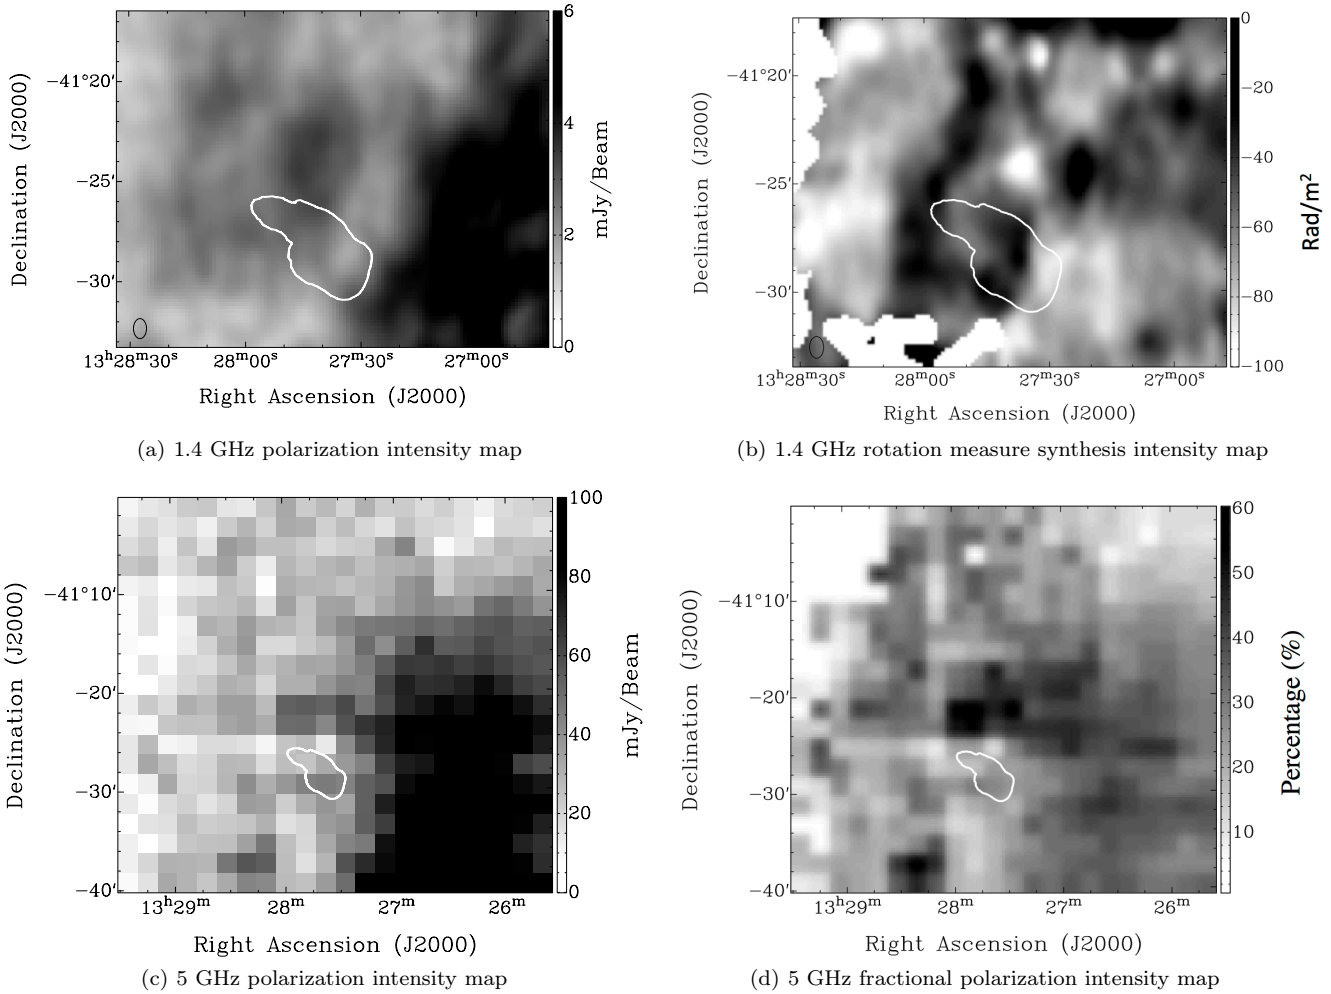 6
4
2
0
mJy/Beam
−41°20′
−25′
−30′
Declination (J2000)
13ʰ28ᵐ30ˢ
28ᵐ00ˢ
27ᵐ30ˢ
27ᵐ00ˢ
Right Ascension (J2000)
(a) 1.4 GHz polarization intensity map
0
−20
−40
−60
−80
−100
Rad/m²
−41°20′
−25′
−30′
Declination (J2000)
13ʰ28ᵐ30ˢ
28ᵐ00ˢ
27ᵐ30ˢ
27ᵐ00ˢ
Right Ascension (J2000)
(b) 1.4 GHz rotation measure synthesis intensity map
100
80
60
40
20
0
mJy/Beam
−41°10′
−20′
−30′
−40′
Declination (J2000)
13ʰ29ᵐ
28ᵐ
27ᵐ
26ᵐ
Right Ascension (J2000)
(c) 5 GHz polarization intensity map
60
50
40
30
20
10
Percentage (%)
−41°10′
−20′
−30′
−40′
Declination (J2000)
13ʰ29ᵐ
28ᵐ
27ᵐ
26ᵐ
Right Ascension (J2000)
(d) 5 GHz fractional polarization intensity map